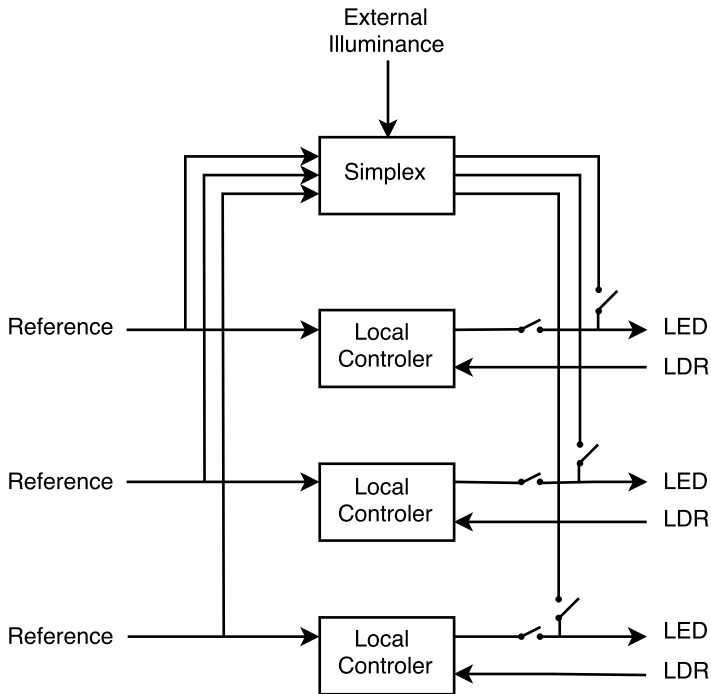 External
Illuminance
Simplex
Reference
Local
Controler
LED
LDR
Reference
Local
Controler
LED
LDR
Reference
Local
Controler
LED
LDR